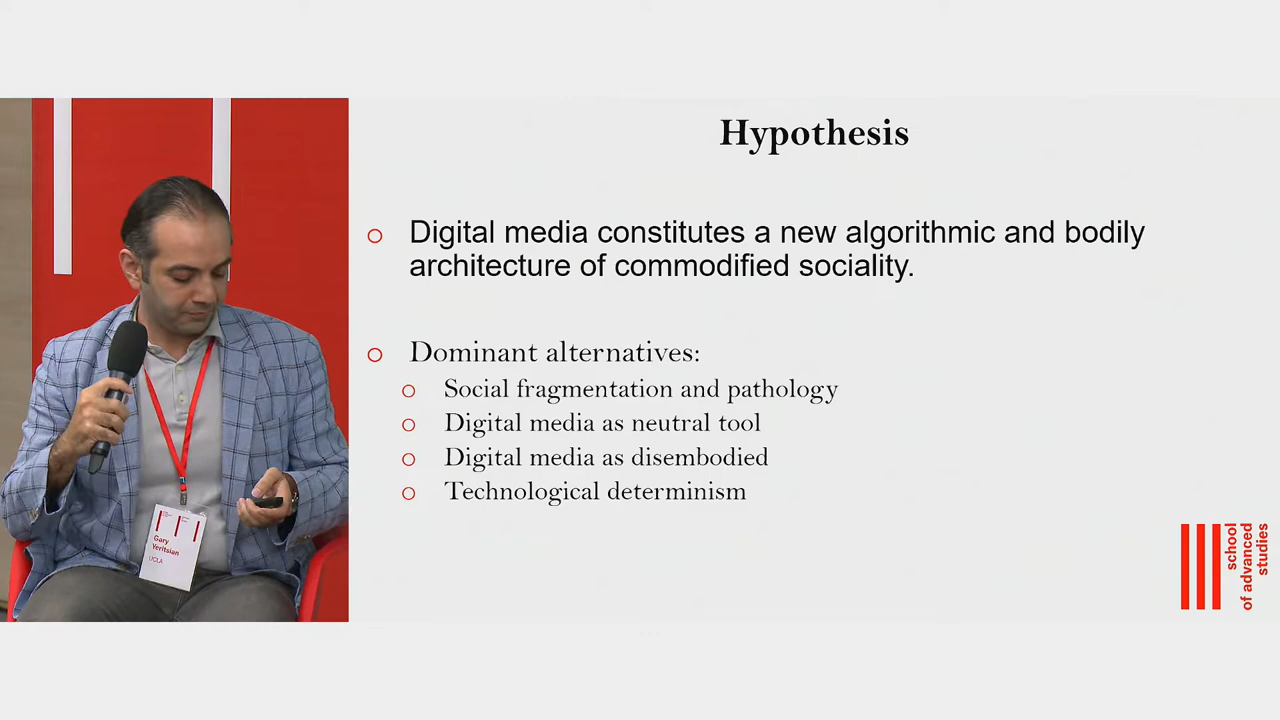 Hypothesis
Digital media constitutes a new algorithmic and bodily
architecture of commodified sociality.
Dominant alternatives:
Social fragmentation and pathology
Digital media as neutral tool
Digital media as disembodied
Technological determinism
Gary
Yeritsian
UCLA
school
of advanced
studies